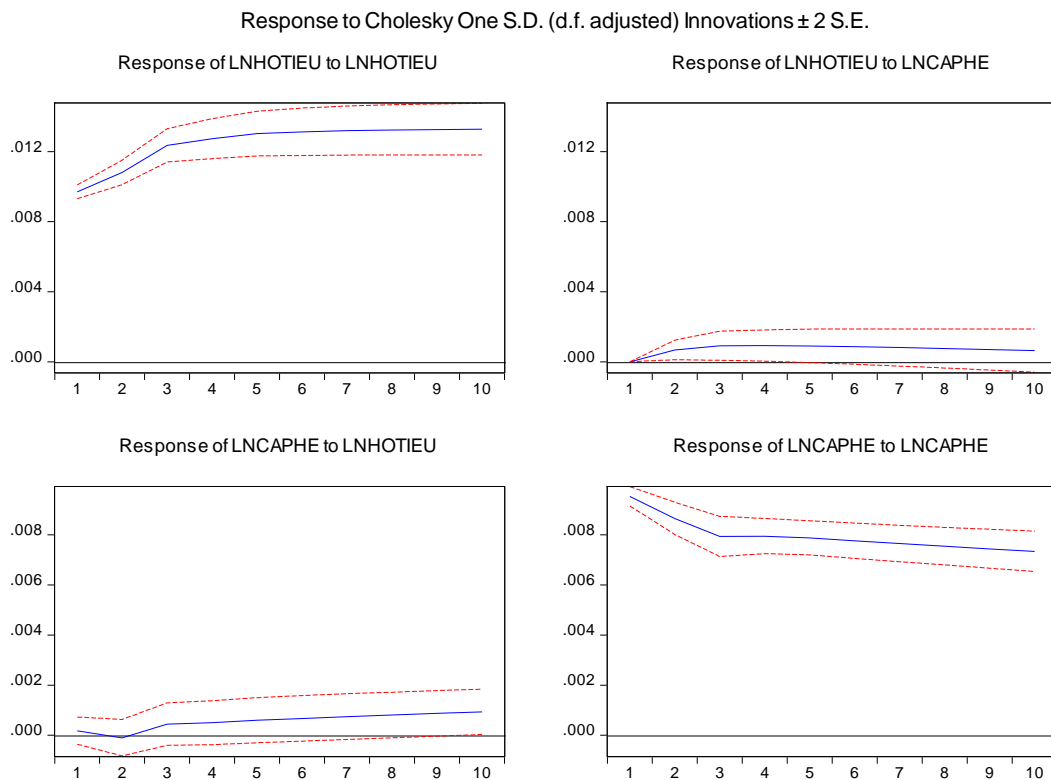 Response to Cholesky One S.D. (d.f. adjusted) Innovations ± 2 S.E.
Response of LNHOTIEU to LNHOTIEU
.012
.008
.004
.000
1 2 3 4 5 6 7 8 9 10
Response of LNHOTIEU to LNCAPHE
.012
.008
.004
.000
1 2 3 4 5 6 7 8 9 10
Response of LNCAPHE to LNHOTIEU
.008
.006
.004
.002
.000
1 2 3 4 5 6 7 8 9 10
Response of LNCAPHE to LNCAPHE
.008
.006
.004
.002
.000
1 2 3 4 5 6 7 8 9 10